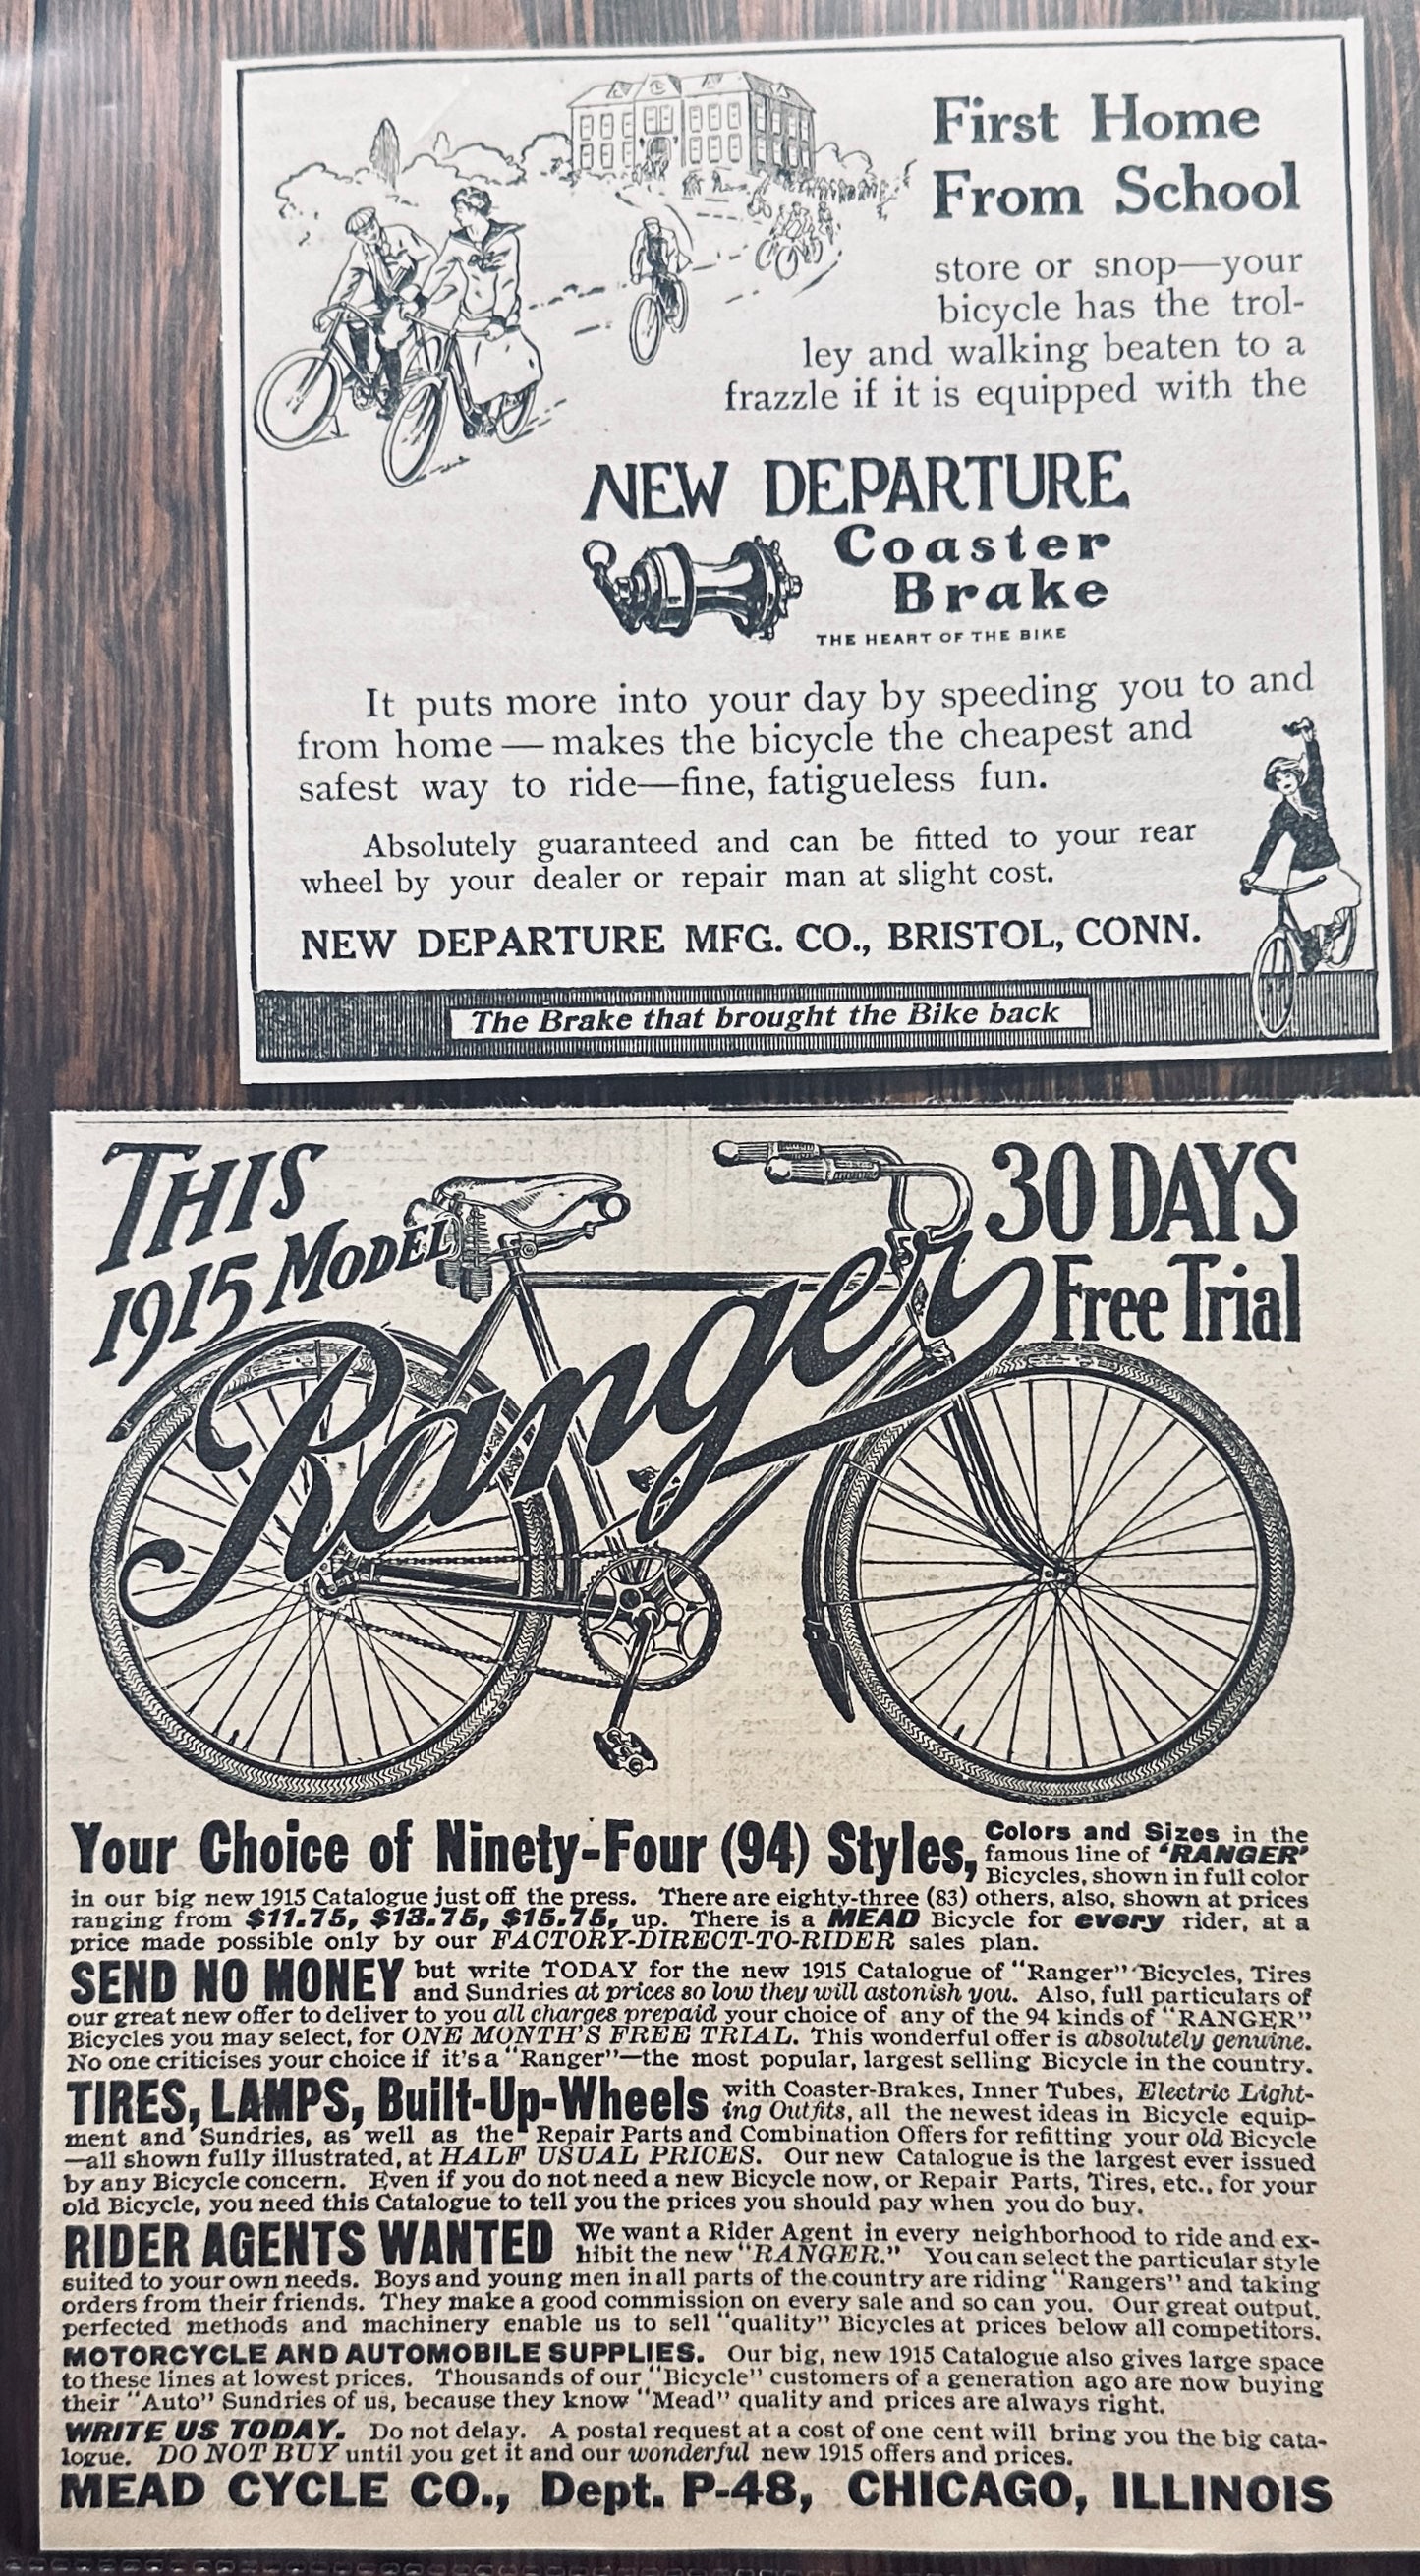 First Home
From School
store or snop—your
bicycle has the trol-
ley and walking beaten to a
frazzle if it is equipped with the
NEW DEPARTURE
Coaster
Brake
THE HEART OF THE BIKE
It puts more into your day by speeding you to and
from home—makes the bicycle the cheapest and
safest way to ride—fine, fatigueless fun.
Absolutely guaranteed and can be fitted to your rear
wheel by your dealer or repair man at slight cost.
NEW DEPARTURE MFG. CO., BRISTOL, CONN.
The Brake that brought the Bike back
THIS
1915 MODEL
Ranger
30 DAYS
Free Trial
Your Choice of Ninety-Four (94) Styles, Colors and Sizes in the
famous line of 'RANGER'
Bicycles, shown in full color
in our big new 1915 Catalogue just off the press. There are eighty-three (83) others, also, shown at prices
ranging from $11.75, $13.75, $15.75, up. There is a MEAD Bicycle for every rider, at a
price made possible only by our FACTORY-DIRECT-TO-RIDER sales plan.
SEND NO MONEY but write TODAY for the new 1915 Catalogue of "Ranger" Bicycles, Tires
and Sundries at prices so low they will astonish you. Also, full particulars of
our great new offer to deliver to you all charges prepaid your choice of any of the 94 kinds of "RANGER"
Bicycles you may select, for ONE MONTH'S FREE TRIAL. This wonderful offer is absolutely genuine.
No one criticises your choice if it's a "Ranger"—the most popular, largest selling Bicycle in the country.
TIRES, LAMPS, Built-Up-Wheels with Coaster-Brakes, Inner Tubes, Electric Light-
ing Outfits, all the newest ideas in Bicycle equip-
ment and Sundries, as well as the Repair Parts and Combination Offers for refitting your old Bicycle
—all shown fully illustrated, at HALF USUAL PRICES. Our new Catalogue is the largest ever issued
by any Bicycle concern. Even if you do not need a new Bicycle now, or Repair Parts, Tires, etc., for your
old Bicycle, you need this Catalogue to tell you the prices you should pay when you do buy.
RIDER AGENTS WANTED We want a Rider Agent in every neighborhood to ride and ex-
hibit the new "RANGER." You can select the particular style
suited to your own needs. Boys and young men in all parts of the country are riding "Rangers" and taking
orders from their friends. They make a good commission on every sale and so can you. Our great output,
perfected methods and machinery enable us to sell "quality" Bicycles at prices below all competitors.
MOTORCYCLE AND AUTOMOBILE SUPPLIES. Our big, new 1915 Catalogue also gives large space
to these lines at lowest prices. Thousands of our "Bicycle" customers of a generation ago are now buying
their "Auto" Sundries of us, because they know "Mead" quality and prices are always right.
WRITE US TODAY. Do not delay. A postal request at a cost of one cent will bring you the big cata-
logue. DO NOT BUY until you get it and our wonderful new 1915 offers and prices.
MEAD CYCLE CO., Dept. P-48, CHICAGO, ILLINOIS